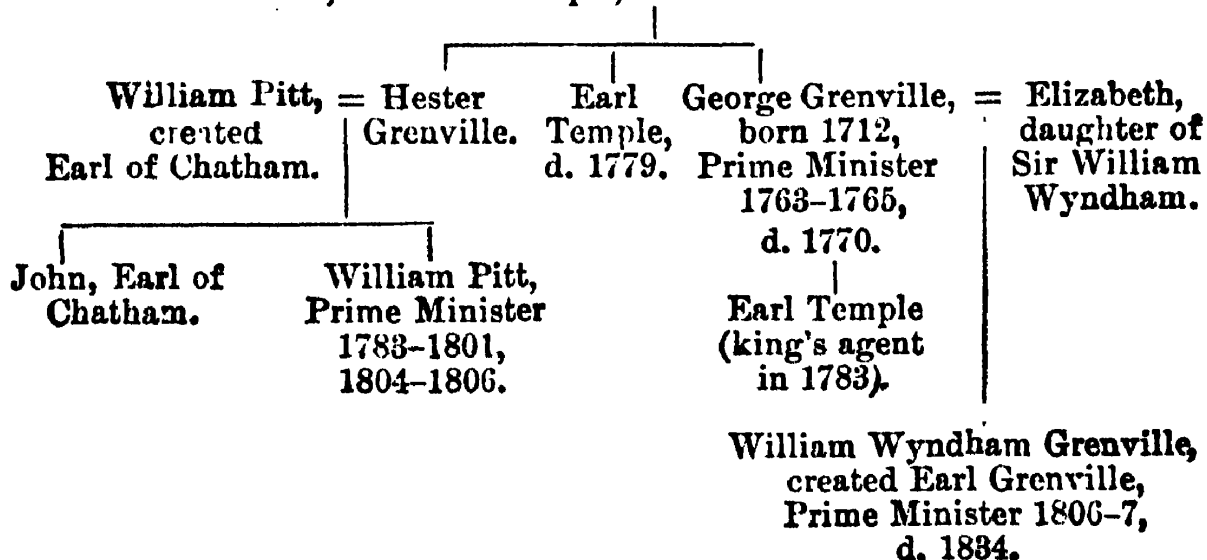 William Pitt, = Hester
created Grenville.
Earl of Chatham.
Earl
Temple,
d. 1779.
George Grenville, = Elizabeth,
born 1712, daughter of
Prime Minister Sir William
1763–1765, Wyndham.
d. 1770.
John, Earl of
Chatham.
William Pitt,
Prime Minister
1783–1801,
1804–1806.
Earl Temple
(king's agent
in 1783).
William Wyndham Grenville,
created Earl Grenville,
Prime Minister 1806–7,
d. 1834.